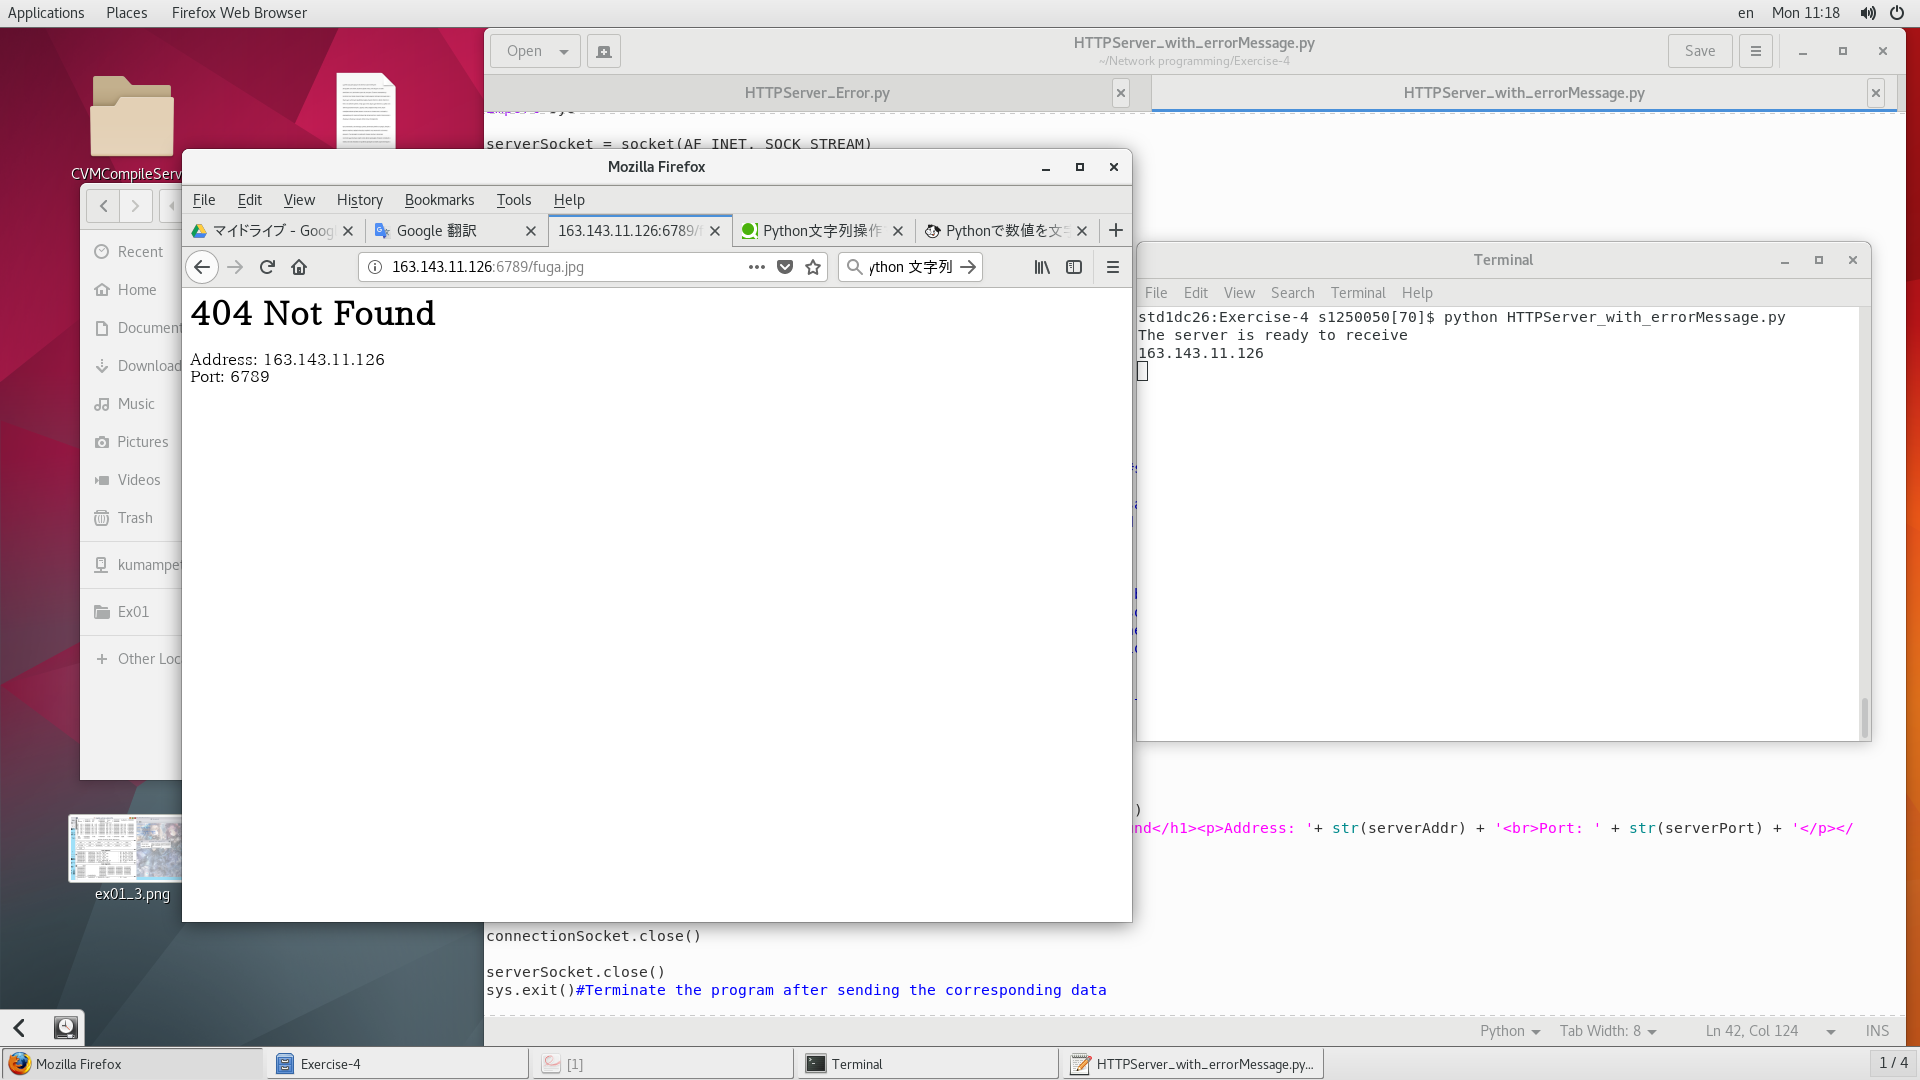 Applications Places Firefox Web Browser
en Mon 11:18
Open
HTTPServer_with_errorMessage.py
~/Network programming/Exercise-4
Save
HTTPServer_Error.py
HTTPServer_with_errorMessage.py
serverSocket = socket(AF_INET, SOCK_STREAM)
CVMCompileServ
Mozilla Firefox
File Edit View History Bookmarks Tools Help
マイドライブ - Goog
Google 翻訳
163.143.11.126:6789/f
Python文字列操作
Pythonで数値を文字
163.143.11.126:6789/fuga.jpg
ython 文字列
404 Not Found
Address: 163.143.11.126
Port: 6789
Recent
Home
Document
Download
Music
Pictures
Videos
Trash
kumampe
Ex01
Other Loc
Terminal
File Edit View Search Terminal Help
std1dc26:Exercise-4 s1250050[70]$ python HTTPServer_with_errorMessage.py
The server is ready to receive
163.143.11.126
)
nd</h1><p>Address: '+ str(serverAddr) + '<br>Port: ' + str(serverPort) + '</p></
connectionSocket.close()
serverSocket.close()
sys.exit()#Terminate the program after sending the corresponding data
ex01_3.png
Python Tab Width: 8 Ln 42, Col 124 INS
Mozilla Firefox
Exercise-4
[1]
Terminal
HTTPServer_with_errorMessage.py...
1 / 4